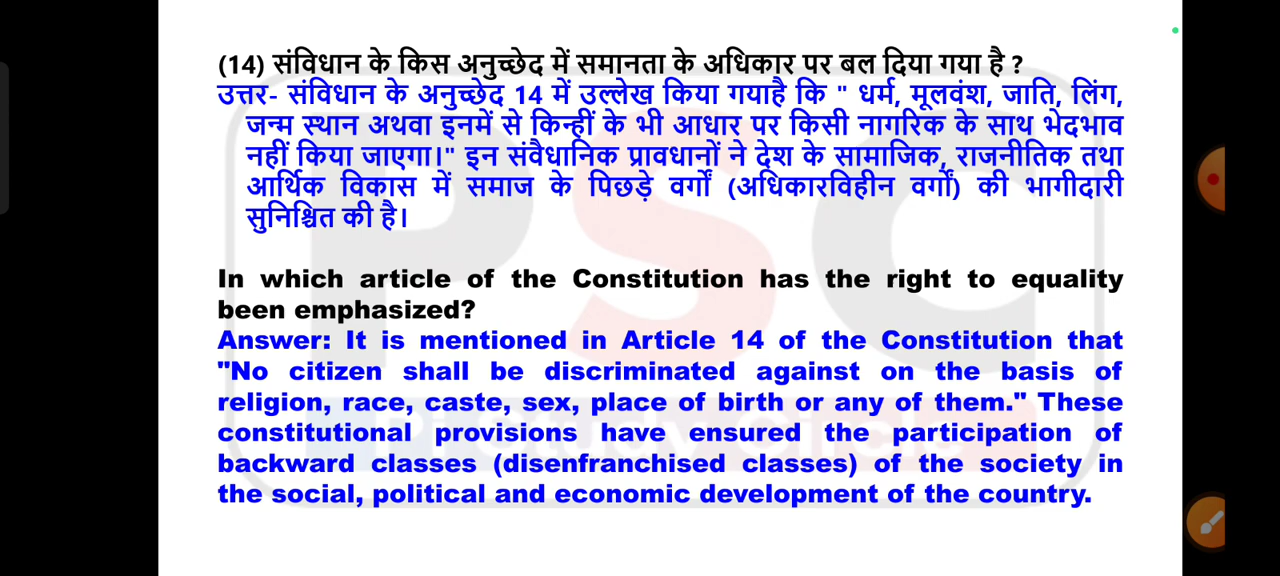 (14) संविधान के किस अनुच्छेद में समानता के अधिकार पर बल दिया गया है ?
उत्तर- संविधान के अनुच्छेद 14 में उल्लेख किया गयाहै कि " धर्म, मूलवंश, जाति, लिंग,
जन्म स्थान अथवा इनमें से किन्हीं के भी आधार पर किसी नागरिक के साथ भेदभाव
नहीं किया जाएगा।" इन संवैधानिक प्रावधानों ने देश के सामाजिक, राजनीतिक तथा
आर्थिक विकास में समाज के पिछड़े वर्गों (अधिकारविहीन वर्गों) की भागीदारी
सुनिश्चित की है।
In which article of the Constitution has the right to equality
been emphasized?
Answer: It is mentioned in Article 14 of the Constitution that
"No citizen shall be discriminated against on the basis of
religion, race, caste, sex, place of birth or any of them." These
constitutional provisions have ensured the participation of
backward classes (disenfranchised classes) of the society in
the social, political and economic development of the country.
PSC